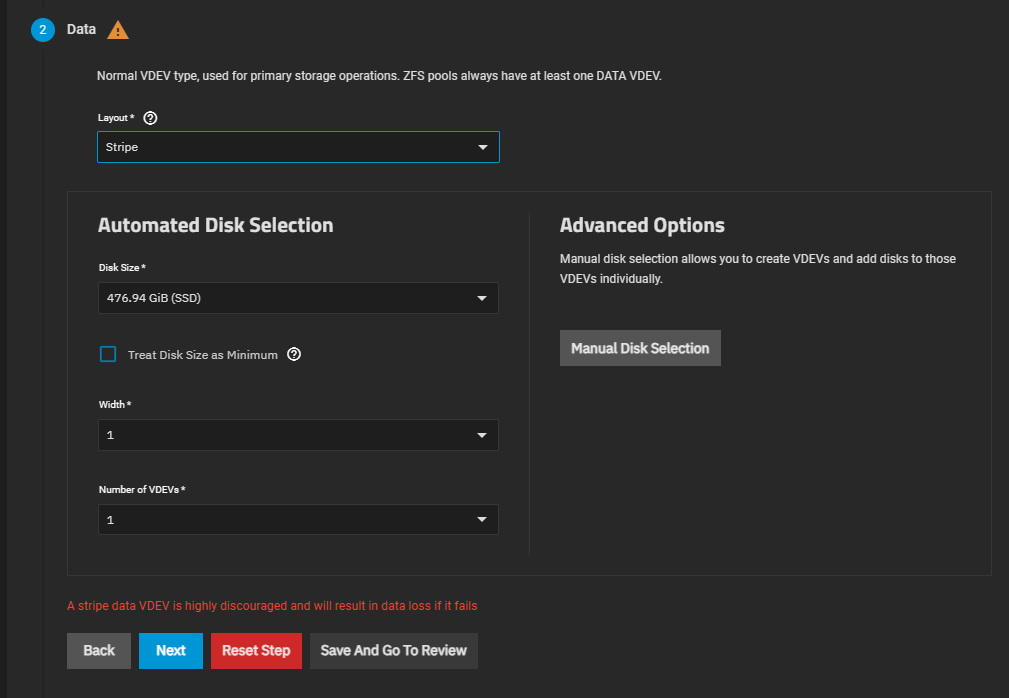 2 Data
Normal VDEV type, used for primary storage operations. ZFS pools always have at least one DATA VDEV.
Layout *
Stripe
Automated Disk Selection
Disk Size *
476.94 GiB (SSD)
Treat Disk Size as Minimum
Width *
1
Number of VDEVs *
1
Advanced Options
Manual disk selection allows you to create VDEVs and add disks to those
VDEVs individually.
Manual Disk Selection
A stripe data VDEV is highly discouraged and will result in data loss if it fails
Back Next Reset Step Save And Go To Review